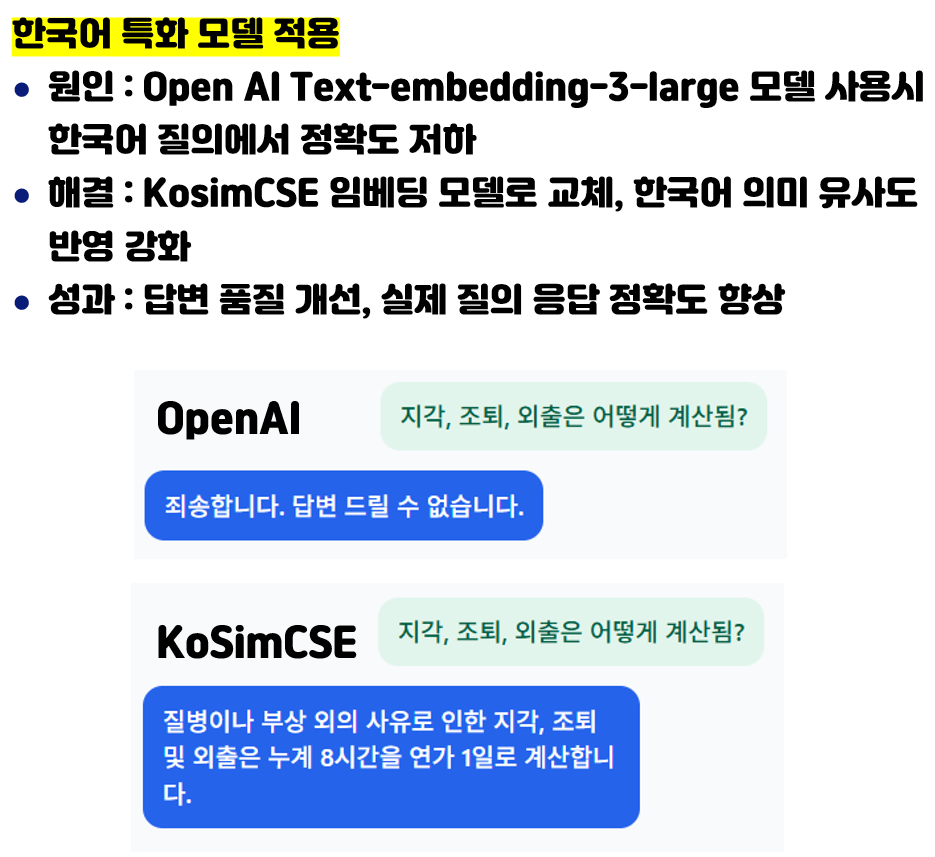 한국어 특화 모델 적용
• 원인 : Open AI Text-embedding-3-large 모델 사용시
한국어 질의에서 정확도 저하
• 해결 : KosimCSE 임베딩 모델로 교체, 한국어 의미 유사도
반영 강화
• 성과 : 답변 품질 개선, 실제 질의 응답 정확도 향상
OpenAI
지각, 조퇴, 외출은 어떻게 계산됨?
죄송합니다. 답변 드릴 수 없습니다.
KoSimCSE
지각, 조퇴, 외출은 어떻게 계산됨?
질병이나 부상 외의 사유로 인한 지각, 조퇴
및 외출은 누계 8시간을 연가 1일로 계산합니
다.